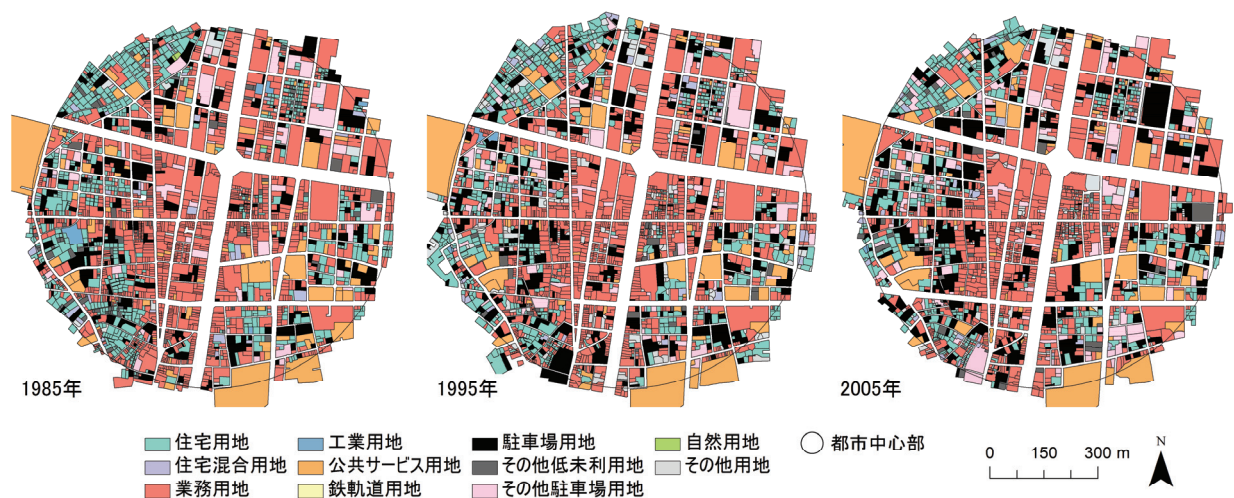 1985年
1995年
2005年
住宅用地
工業用地
駐車場用地
自然用地
都市中心部
住宅混合用地
公共サービス用地
その他低未利用地
その他用地
業務用地
鉄軌道用地
その他駐車場用地
0 150 300 m
N